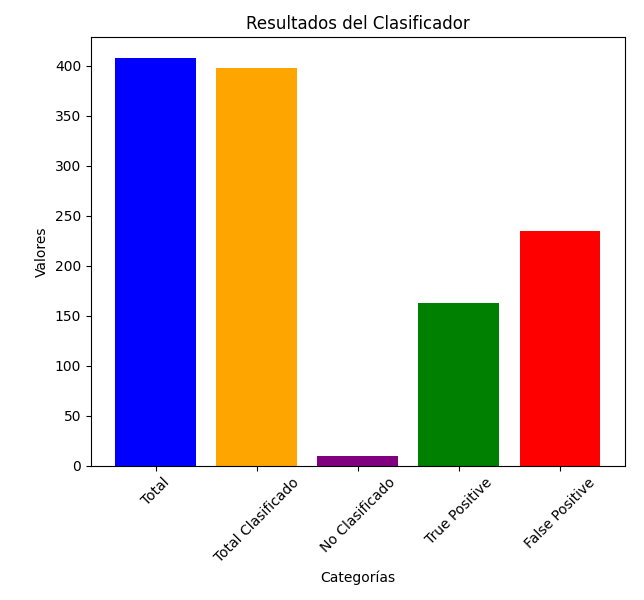 Resultados del Clasificador
400
350
300
250
200
150
100
50
0
Valores
Total
Total Clasificado
No Clasificado
True Positive
False Positive
Categorías